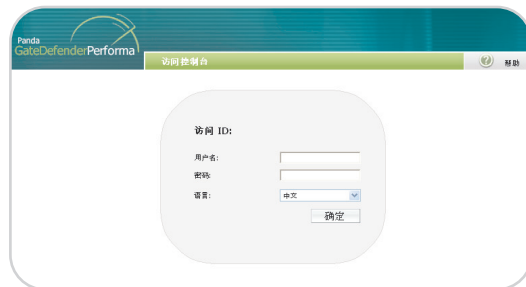 Panda
GateDefenderPerforma
访问控制台
? 帮助
访问 ID:
用户名:
密码:
语言: 中文
确定